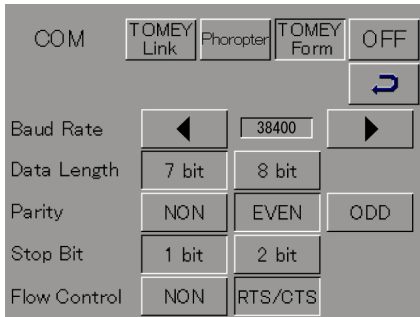 COM TOMEY Link Phoropter TOMEY Form OFF
Baud Rate 38400
Data Length 7 bit 8 bit
Parity NON EVEN ODD
Stop Bit 1 bit 2 bit
Flow Control NON RTS/CTS